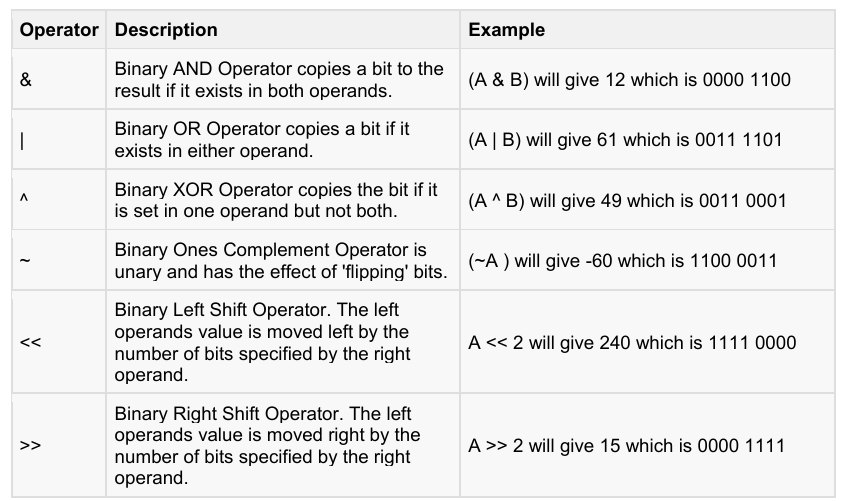 Operator Description Example
& Binary AND Operator copies a bit to the
result if it exists in both operands. (A & B) will give 12 which is 0000 1100
| Binary OR Operator copies a bit if it
exists in either operand. (A | B) will give 61 which is 0011 1101
^ Binary XOR Operator copies the bit if it
is set in one operand but not both. (A ^ B) will give 49 which is 0011 0001
~ Binary Ones Complement Operator is
unary and has the effect of 'flipping' bits. (~A ) will give -60 which is 1100 0011
<< Binary Left Shift Operator. The left
operands value is moved left by the
number of bits specified by the right
operand. A << 2 will give 240 which is 1111 0000
>> Binary Right Shift Operator. The left
operands value is moved right by the
number of bits specified by the right
operand. A >> 2 will give 15 which is 0000 1111